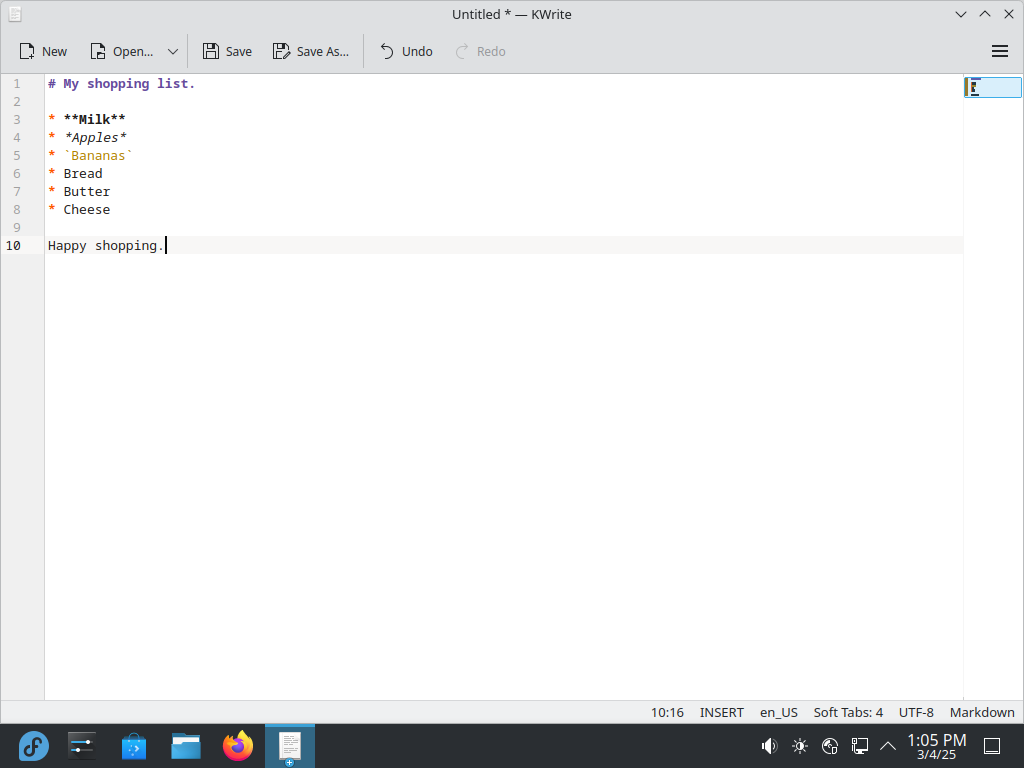 Untitled * — KWrite
New Open... Save Save As... Undo Redo
1 # My shopping list.
2
3 * **Milk**
4 * *Apples*
5 * `Bananas`
6 * Bread
7 * Butter
8 * Cheese
9
10 Happy shopping.
10:16 INSERT en_US Soft Tabs: 4 UTF-8 Markdown
1:05 PM
3/4/25